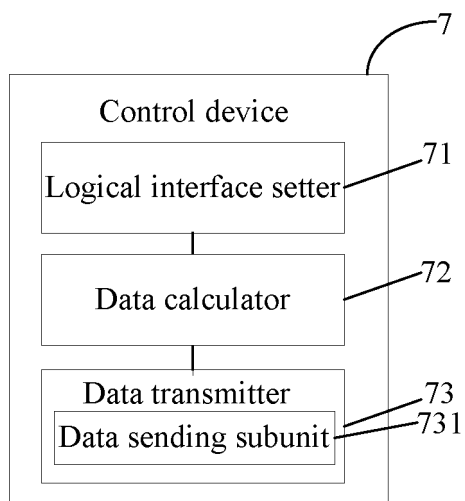 7
Control device
71
Logical interface setter
72
Data calculator
Data transmitter
73
Data sending subunit
731